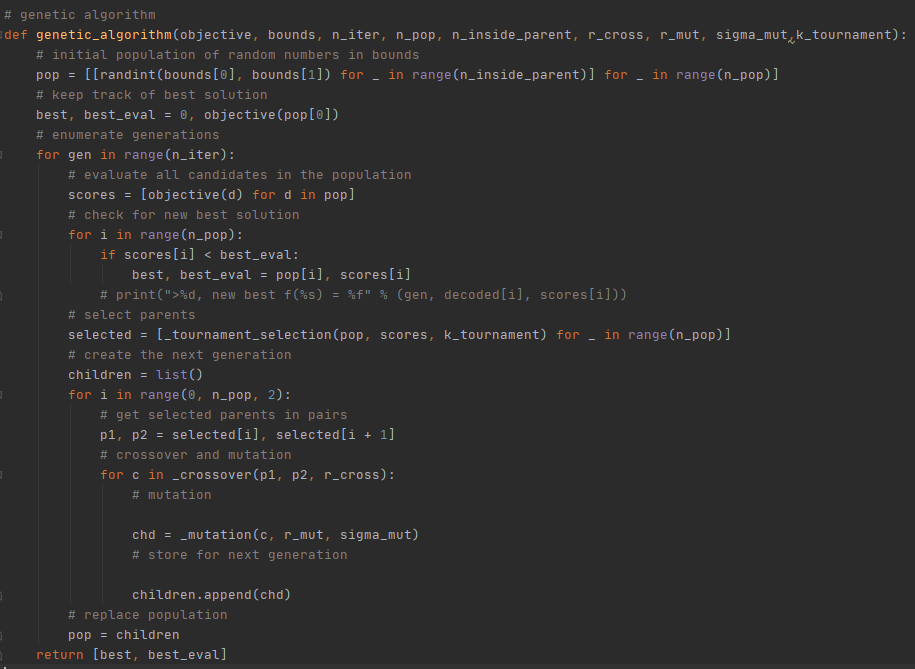 # genetic algorithm
def genetic_algorithm(objective, bounds, n_iter, n_pop, n_inside_parent, r_cross, r_mut, sigma_mut,k_tournament):
    # initial population of random numbers in bounds
    pop = [[randint(bounds[0], bounds[1]) for _ in range(n_inside_parent)] for _ in range(n_pop)]
    # keep track of best solution
    best, best_eval = 0, objective(pop[0])
    # enumerate generations
    for gen in range(n_iter):
        # evaluate all candidates in the population
        scores = [objective(d) for d in pop]
        # check for new best solution
        for i in range(n_pop):
            if scores[i] < best_eval:
                best, best_eval = pop[i], scores[i]
            # print(">%d, new best f(%s) = %f" % (gen, decoded[i], scores[i]))
        # select parents
        selected = [_tournament_selection(pop, scores, k_tournament) for _ in range(n_pop)]
        # create the next generation
        children = list()
        for i in range(0, n_pop, 2):
            # get selected parents in pairs
            p1, p2 = selected[i], selected[i + 1]
            # crossover and mutation
            for c in _crossover(p1, p2, r_cross):
                # mutation
                chd = _mutation(c, r_mut, sigma_mut)
                # store for next generation
                children.append(chd)
        # replace population
        pop = children
    return [best, best_eval]